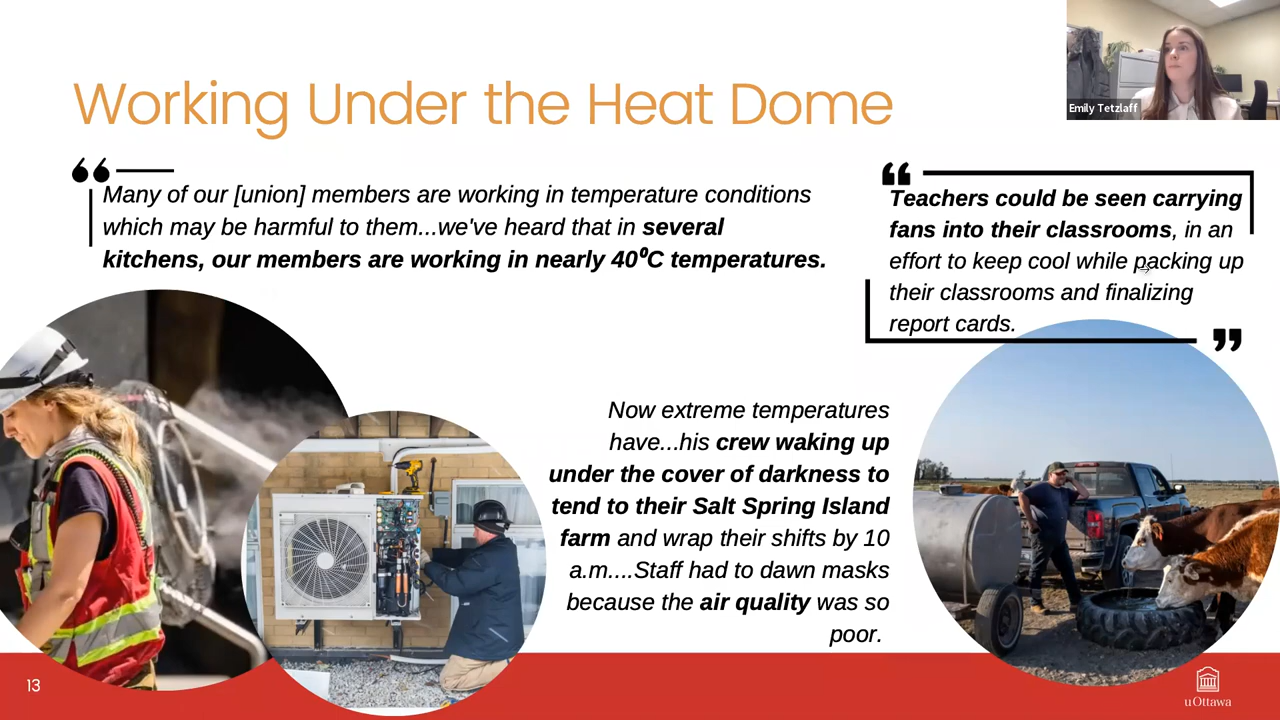 Emily Tetzlaff
Working Under the Heat Dome
“
Many of our [union] members are working in temperature conditions
which may be harmful to them...we've heard that in several
kitchens, our members are working in nearly 40⁰C temperatures.
“
Teachers could be seen carrying
fans into their classrooms, in an
effort to keep cool while packing up
their classrooms and finalizing
report cards.
”
Now extreme temperatures
have...his crew waking up
under the cover of darkness to
tend to their Salt Spring Island
farm and wrap their shifts by 10
a.m....Staff had to dawn masks
because the air quality was so
poor.
13
uOttawa